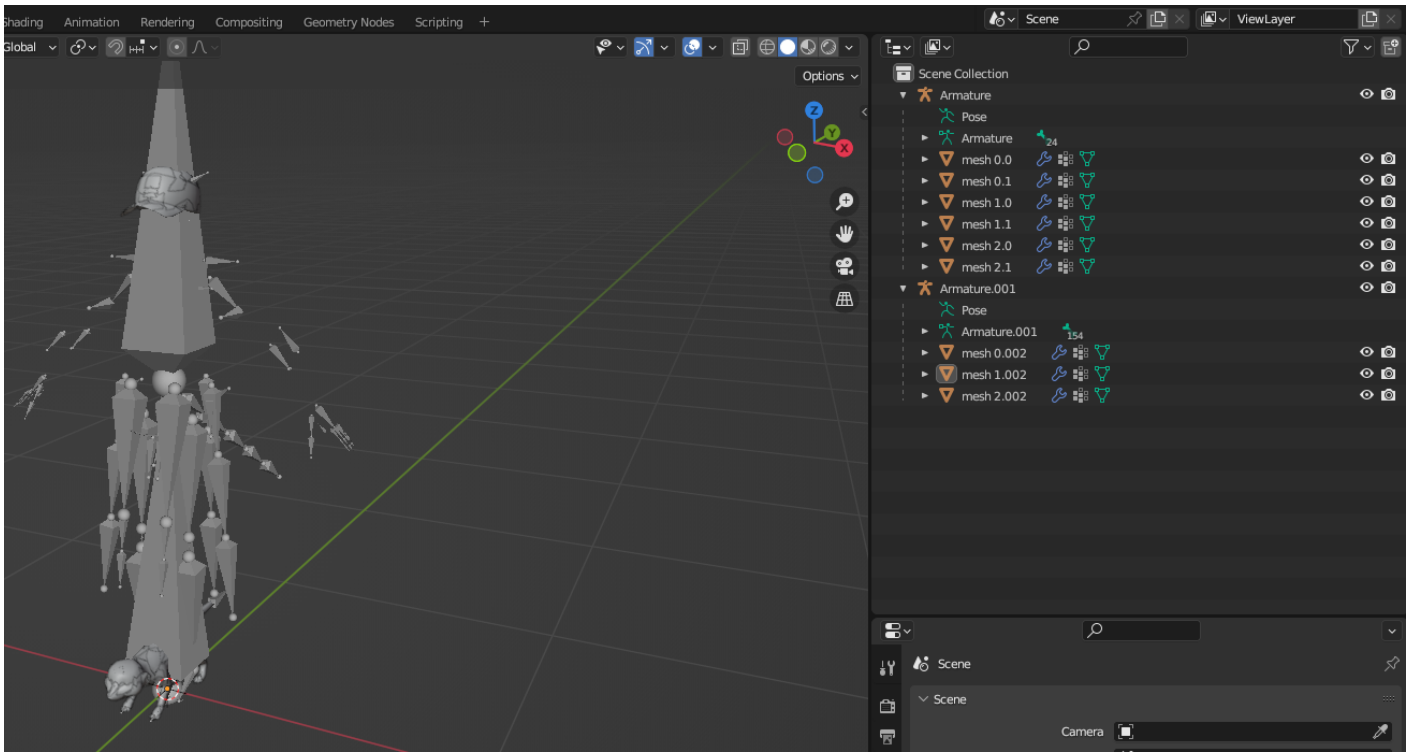 Shading Animation Rendering Compositing Geometry Nodes Scripting + Scene ViewLayer
Global
Options
Z
Y
X
Scene Collection
Armature
Pose
Armature 24
mesh 0.0
mesh 0.1
mesh 1.0
mesh 1.1
mesh 2.0
mesh 2.1
Armature.001
Pose
Armature.001 154
mesh 0.002
mesh 1.002
mesh 2.002
Scene
Scene
Camera